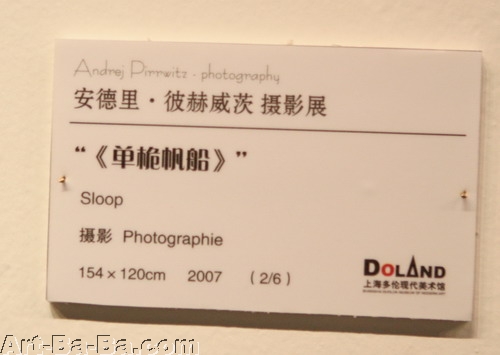 Andrej Pirrwitz - photography
安德里·彼赫威茨 摄影展
“《单桅帆船》”
Sloop
摄影 Photographie
154×120cm 2007 (2/6)
DOLAND
上海多伦现代美术馆
Art-Ba-Ba.com